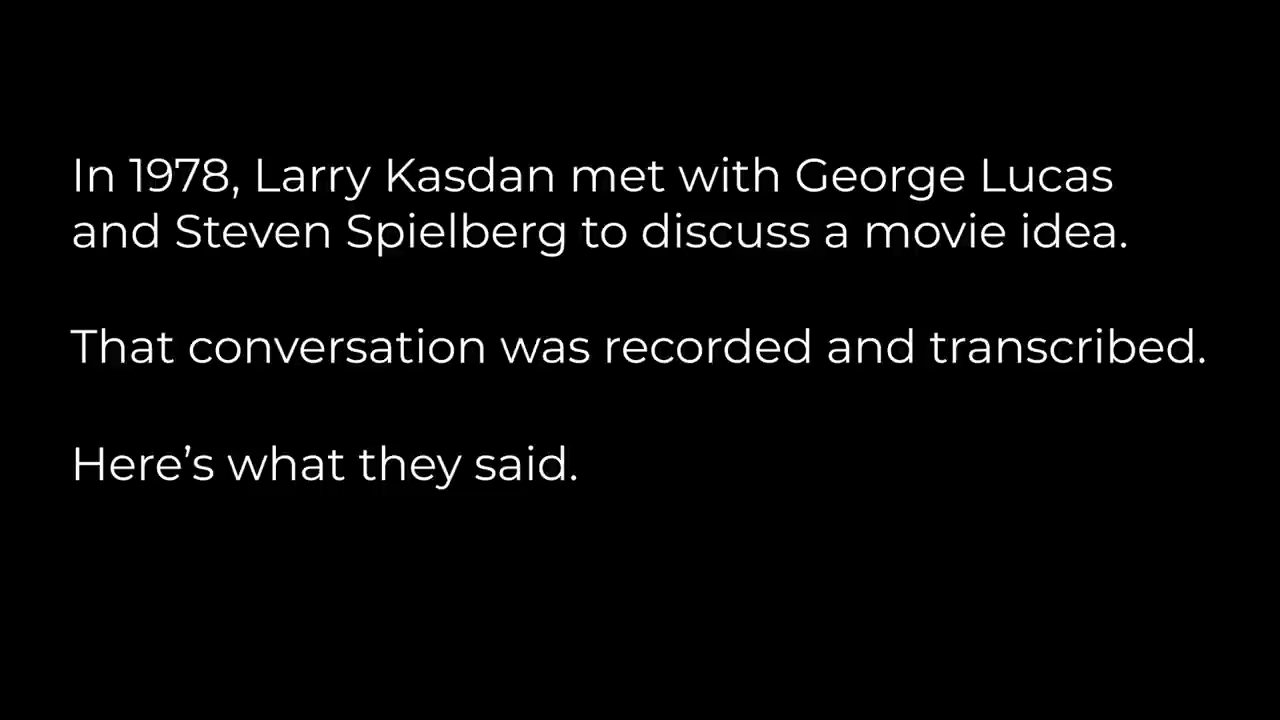 In 1978, Larry Kasdan met with George Lucas
and Steven Spielberg to discuss a movie idea.
That conversation was recorded and transcribed.
Here’s what they said.